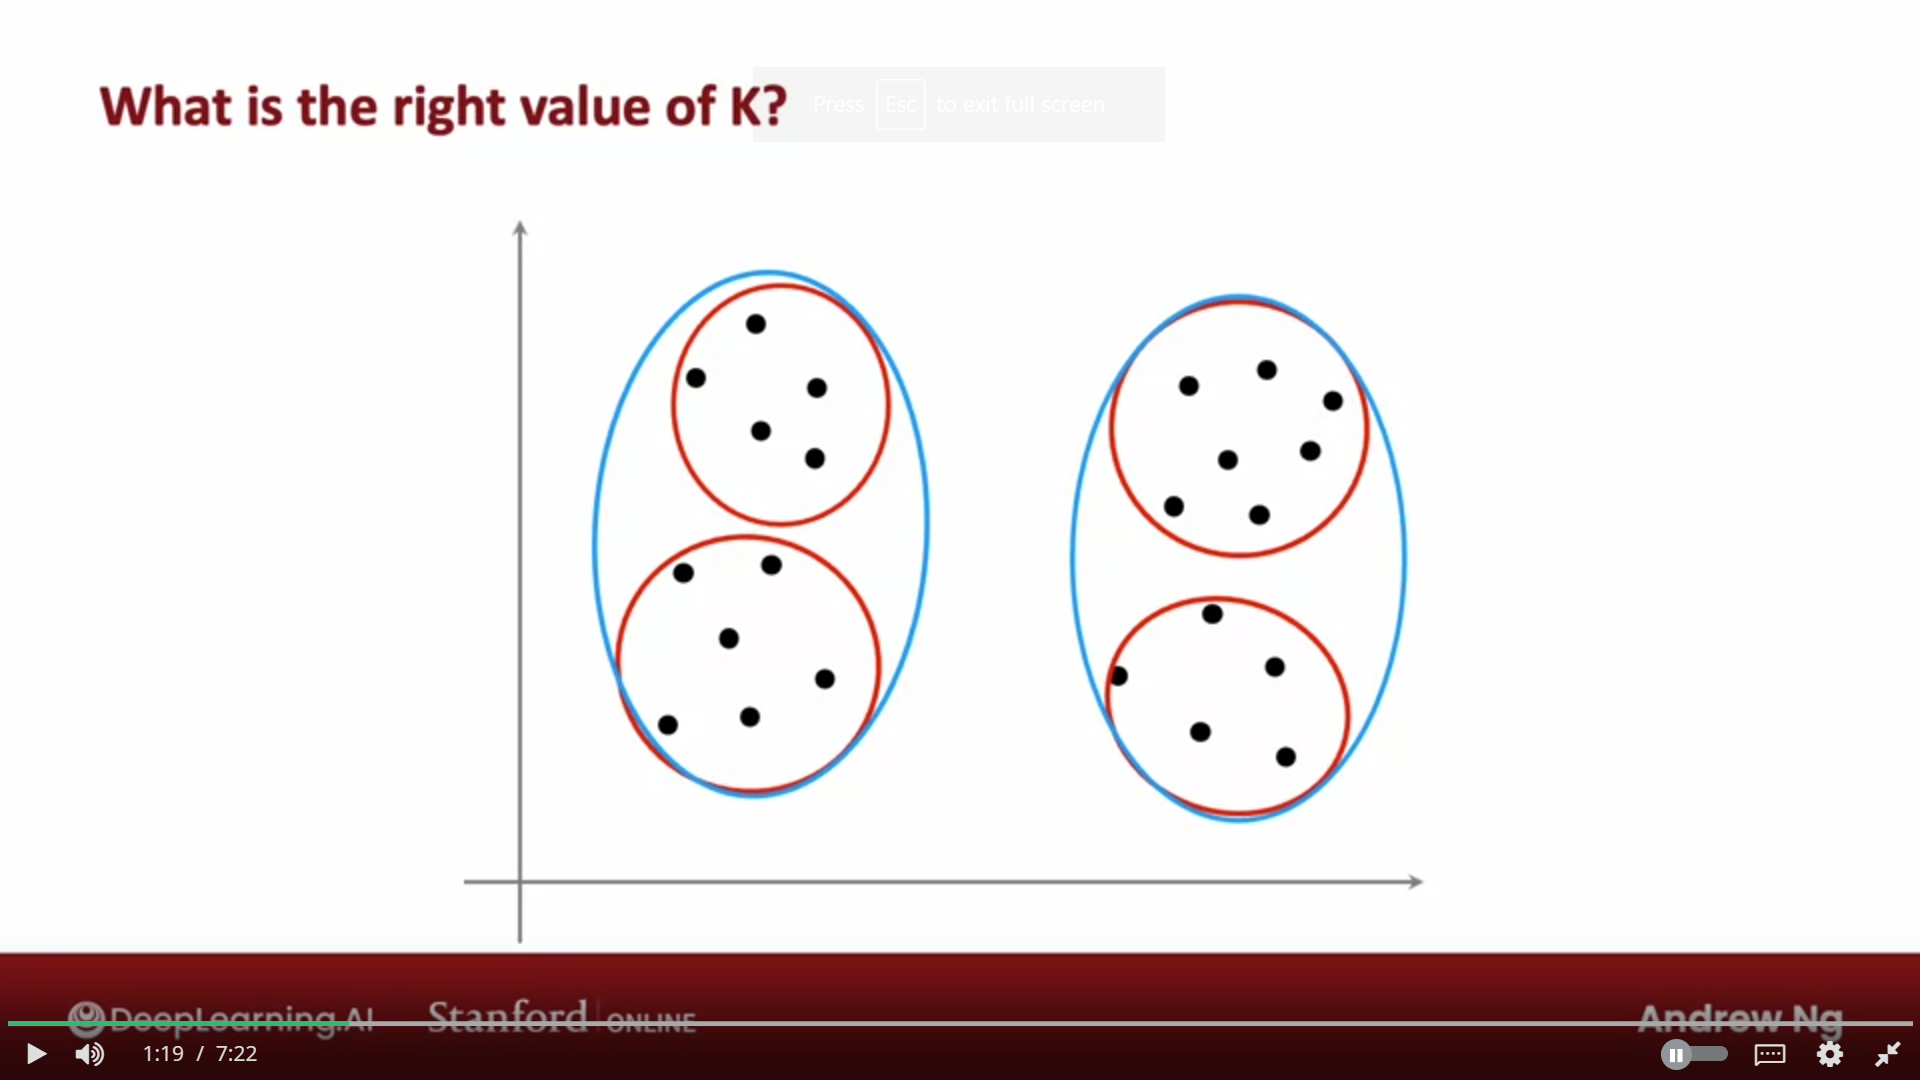 What is the right value of K?
Press Esc to exit full screen
DeepLearning.AI Stanford ONLINE
Andrew Ng
1:19 / 7:22